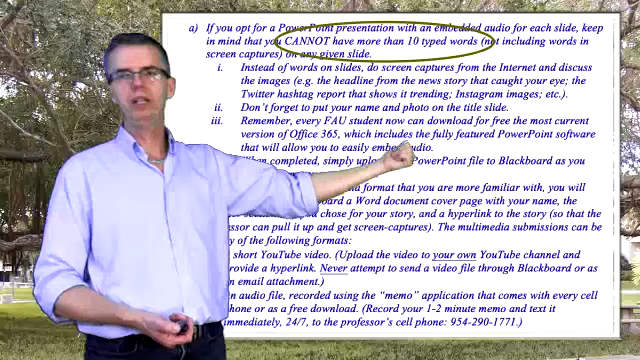 a) If you opt for a PowerPoint presentation with an embedded audio for each slide, keep
in mind that you CANNOT have more than 10 typed words (not including words in
screen captures) on any given slide.
i. Instead of words on slides, do screen captures from the Internet and discuss
the images (e.g. the headline from the news story that caught your eye; the
Twitter hashtag report that shows it trending; Instagram images; etc.).
ii. Don't forget to put your name and photo on the title slide.
iii. Remember, every FAU student now can download for free the most current
version of Office 365, which includes the fully featured PowerPoint software
that will allow you to easily embed audio.
completed, simply PowerPoint file to Blackboard as you
format that you are more familiar with, you will
a Word document cover page with your name, the
you chose for your story, and a hyperlink to the story (so that the
can pull it up and get screen-captures). The multimedia submissions can be
of the following formats:
short YouTube video. (Upload the video to your own YouTube channel and
provide a hyperlink. Never attempt to send a video file through Blackboard or as
email attachment.)
audio file, recorded using the "memo" application that comes with every cell
phone or as a free download. (Record your 1-2 minute memo and text it
immediately, 24/7, to the professor's cell phone: 954-290-1771.)